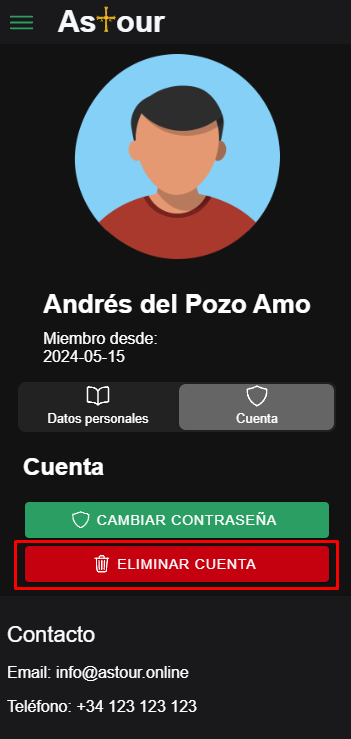 Astour
Andrés del Pozo Amo
Miembro desde:
2024-05-15
Datos personales
Cuenta
Cuenta
CAMBIAR CONTRASEÑA
ELIMINAR CUENTA
Contacto
Email: info@astour.online
Teléfono: +34 123 123 123